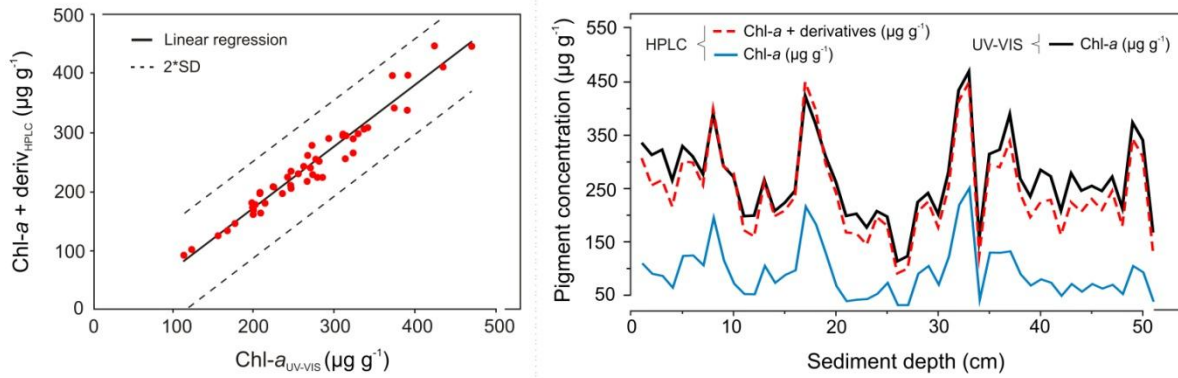 Chl-a + deriv_HPLC (µg g⁻¹)
500
400
300
200
100
0
Linear regression
2*SD
0
100
200
300
400
500
Chl-a_UV-VIS (µg g⁻¹)
Pigment concentration (µg g⁻¹)
550
450
350
250
150
50
HPLC
Chl-a + derivatives (µg g⁻¹)
Chl-a (µg g⁻¹)
UV-VIS
Chl-a (µg g⁻¹)
0
10
20
30
40
50
Sediment depth (cm)